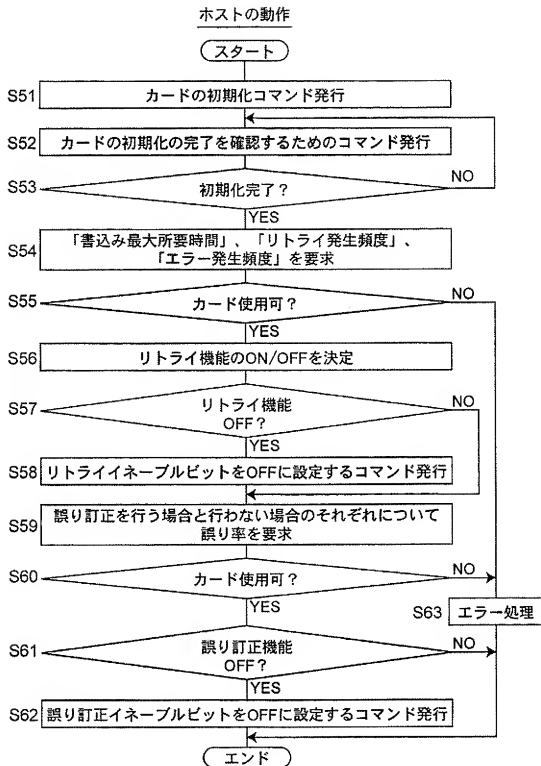 ホストの動作
スタート
S51
カードの初期化コマンド発行
S52
カードの初期化の完了を確認するためのコマンド発行
S53
初期化完了？
NO
YES
S54
「書込み最大所要時間」、「リトライ発生頻度」、
「エラー発生頻度」を要求
S55
カード使用可？
NO
YES
S56
リトライ機能のON/OFFを決定
S57
リトライ機能
OFF？
NO
YES
S58
リトライイネーブルビットをOFFに設定するコマンド発行
S59
誤り訂正を行う場合と行わない場合のそれぞれについて
誤り率を要求
S60
カード使用可？
NO
YES
S63
エラー処理
S61
誤り訂正機能
OFF？
NO
YES
S62
誤り訂正イネーブルビットをOFFに設定するコマンド発行
エンド